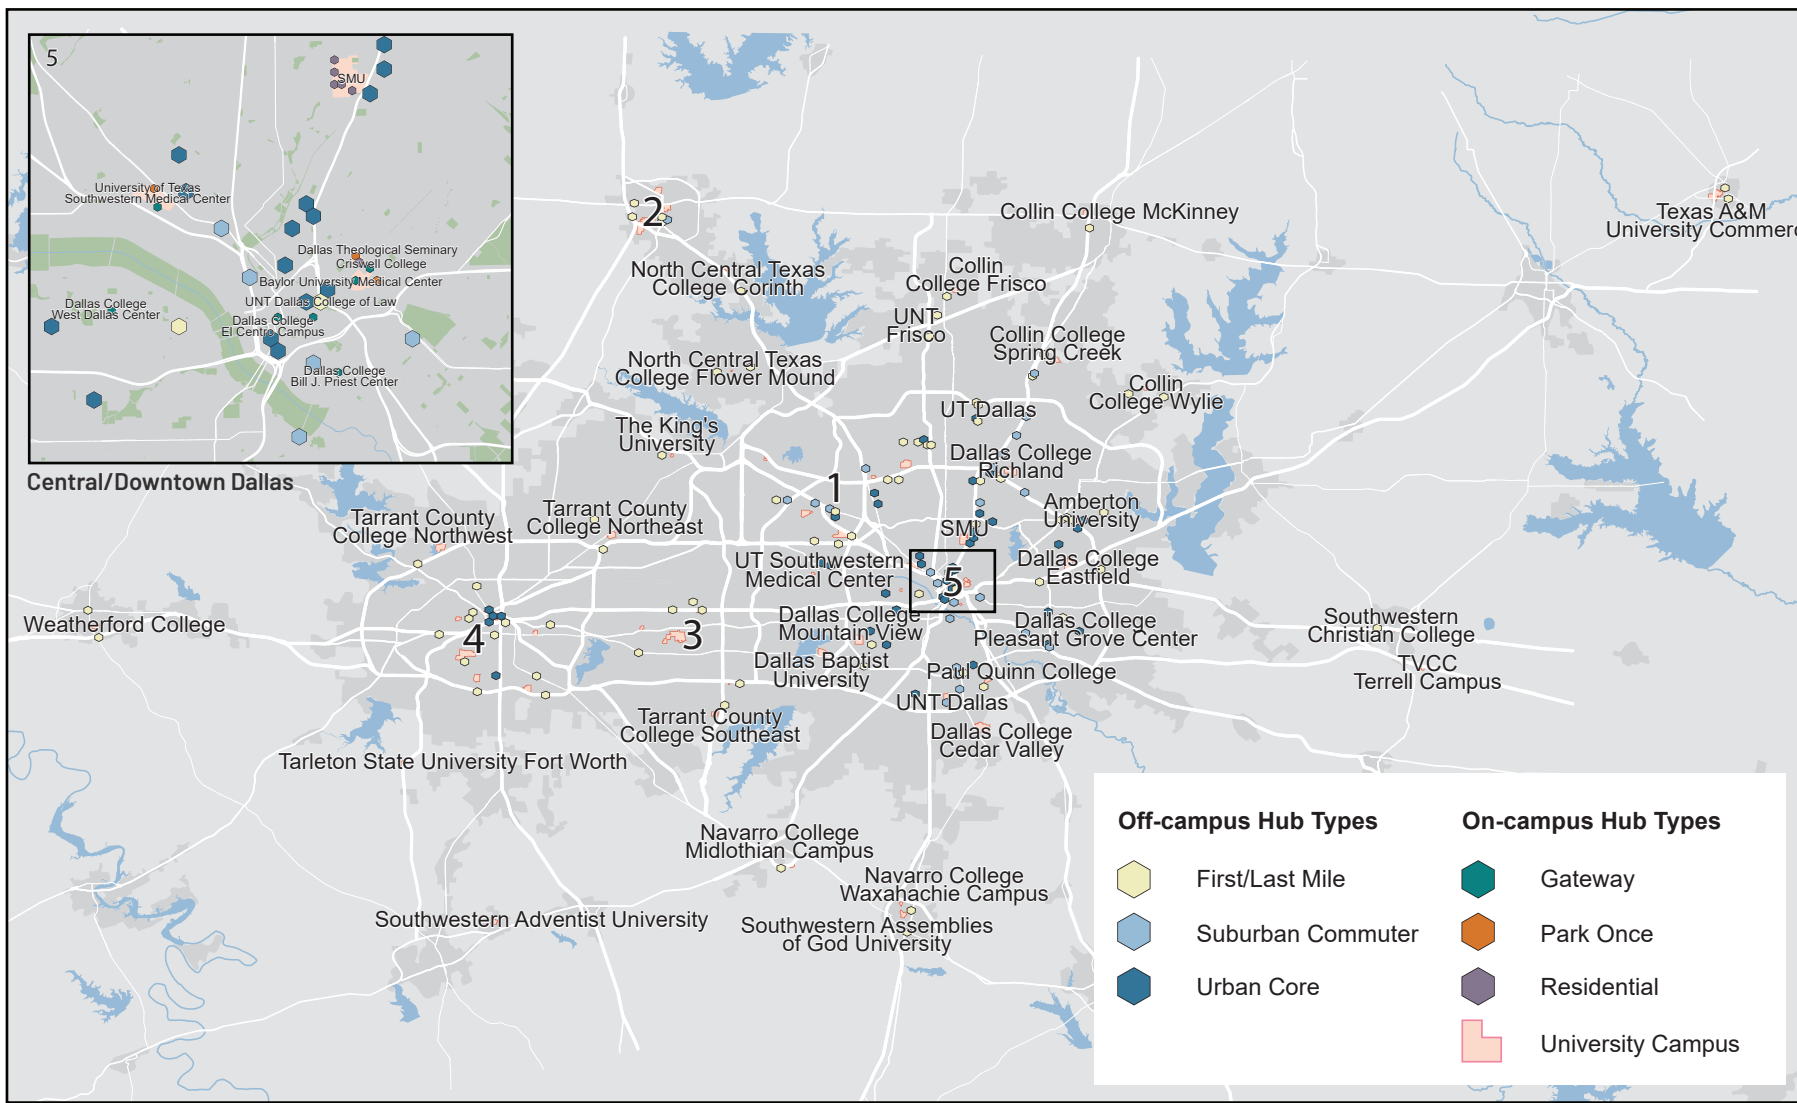 5
SMU
University of Texas
Southwestern Medical Center
Dallas Theological Seminary
Criswell College
Baylor University Medical Center
UNT Dallas College of Law
Dallas College
West Dallas Center
Dallas College
El Centro Campus
Dallas College
Bill J. Priest Center
Central/Downtown Dallas
2
Collin College McKinney
Texas A&M
University Commerc
North Central Texas
College Corinth
Collin
College Frisco
UNT
Frisco
Collin College
Spring Creek
North Central Texas
College Flower Mound
Collin
College Wylie
UT Dallas
The King's
University
Dallas College
Richland
1
Amberton
University
Tarrant County
College Northwest
Tarrant County
College Northeast
SMU
UT Southwestern
Medical Center
5
Dallas College
Eastfield
Weatherford College
4
3
Dallas College
Mountain View
Dallas College
Pleasant Grove Center
Southwestern
Christian College
Dallas Baptist
University
Paul Quinn College
TVCC
Terrell Campus
UNT Dallas
Tarrant County
College Southeast
Dallas College
Cedar Valley
Tarleton State University Fort Worth
Navarro College
Midlothian Campus
Navarro College
Waxahachie Campus
Southwestern Adventist University
Southwestern Assemblies
of God University
Off-campus Hub Types
First/Last Mile
Suburban Commuter
Urban Core
On-campus Hub Types
Gateway
Park Once
Residential
University Campus